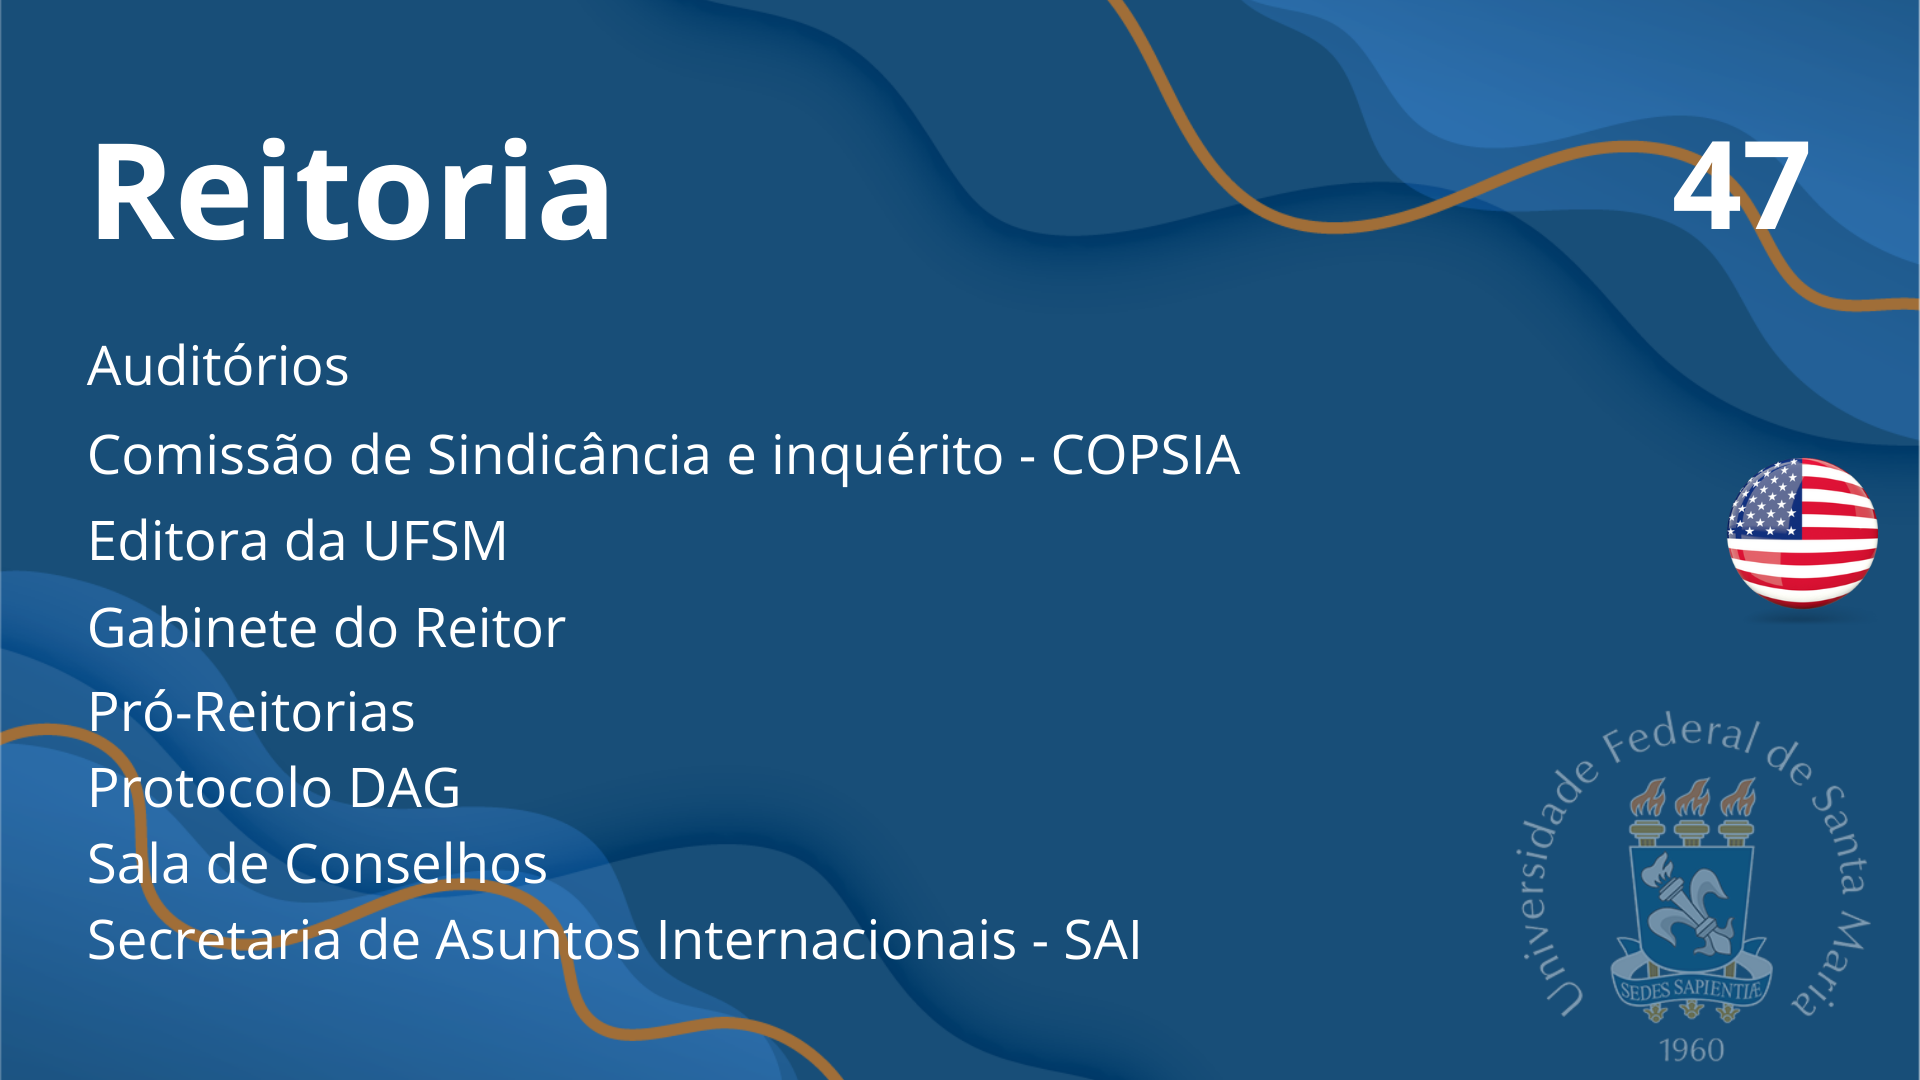 Reitoria
47
Auditórios
Comissão de Sindicância e inquérito - COPSIA
Editora da UFSM
Gabinete do Reitor
Pró-Reitorias
Protocolo DAG
Sala de Conselhos
Secretaria de Asuntos Internacionais - SAI
Universidade Federal de Santa Maria
SEDES SAPIENTIÆ
1960